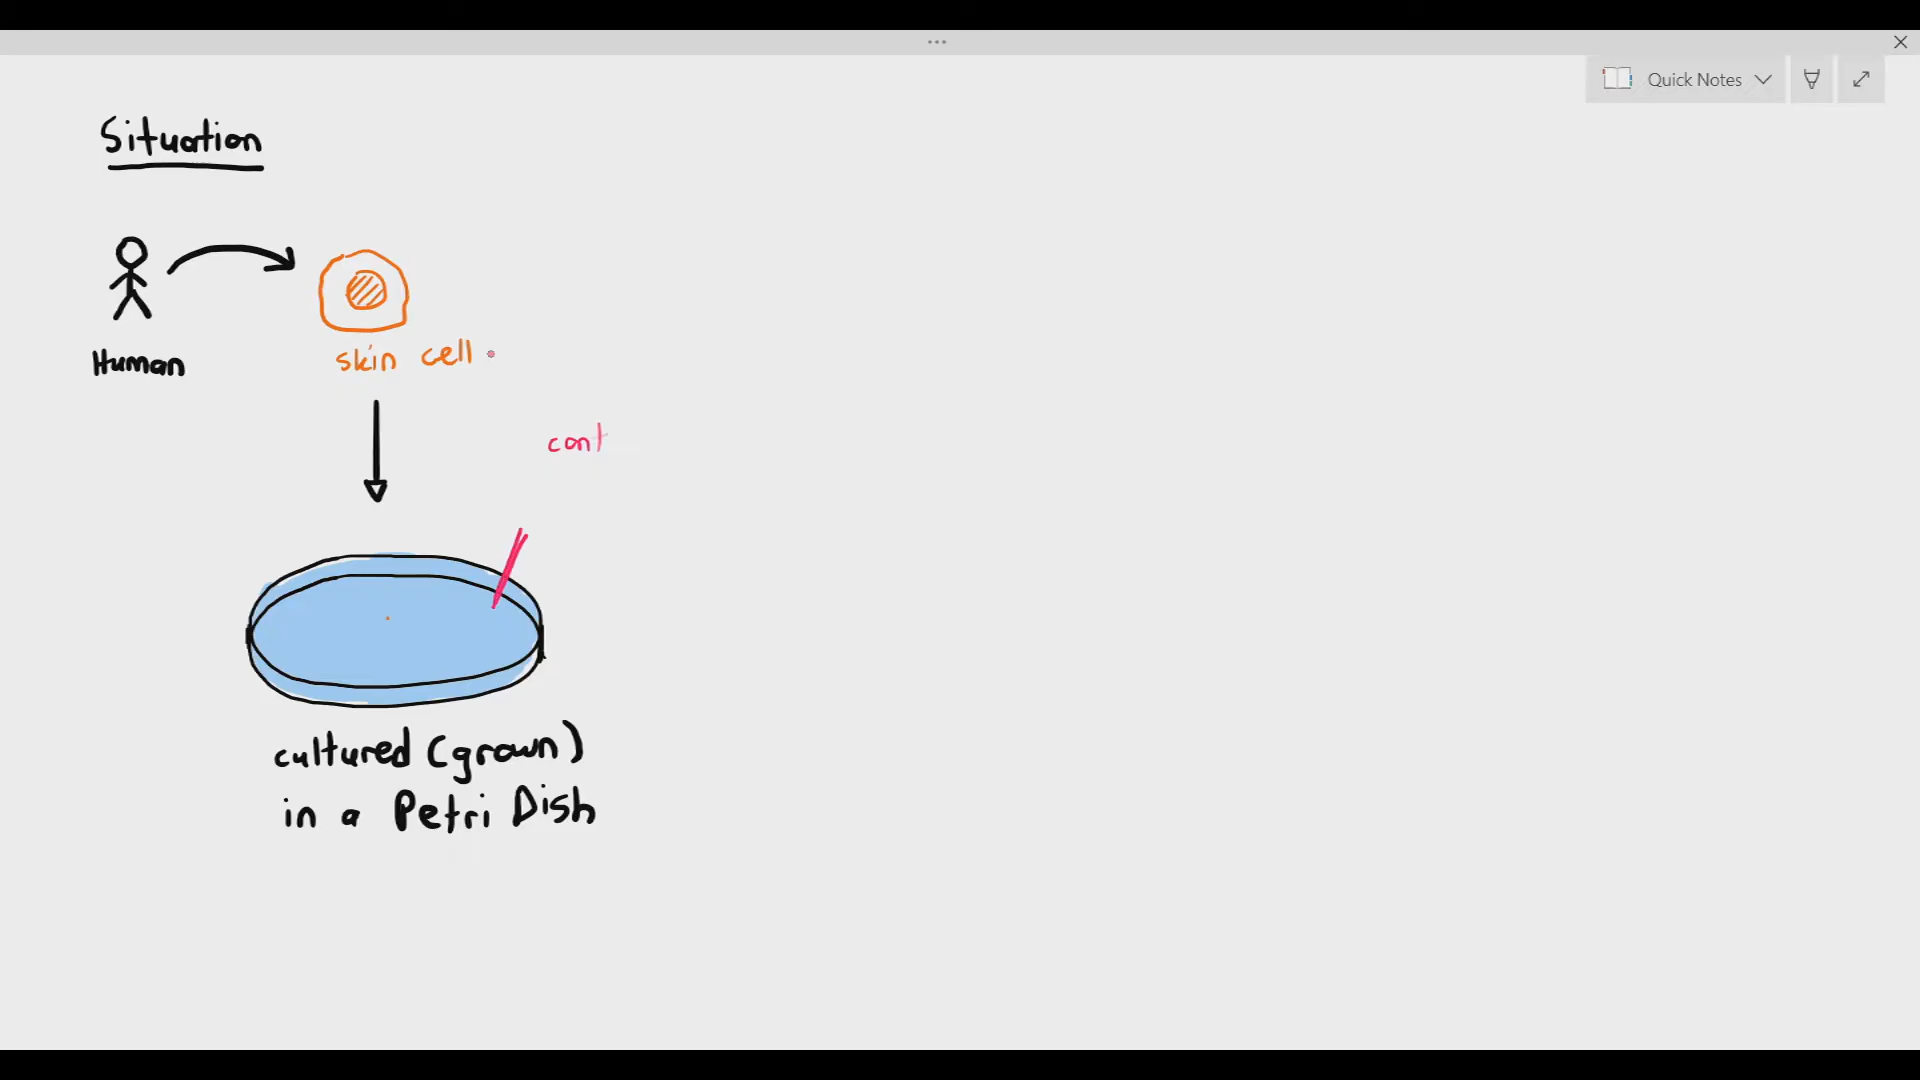 Quick Notes
Situation
Human
skin cell
cont
cultured (grown)
in a Petri Dish